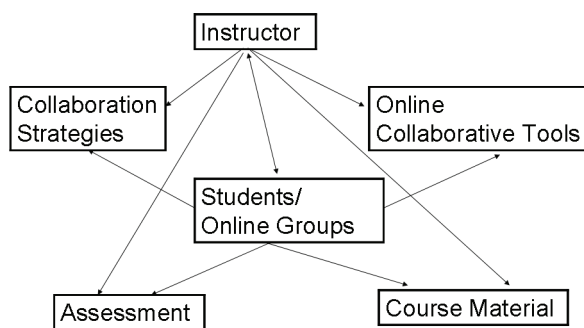 Instructor
Collaboration
Strategies
Online
Collaborative Tools
Students/
Online Groups
Assessment
Course Material